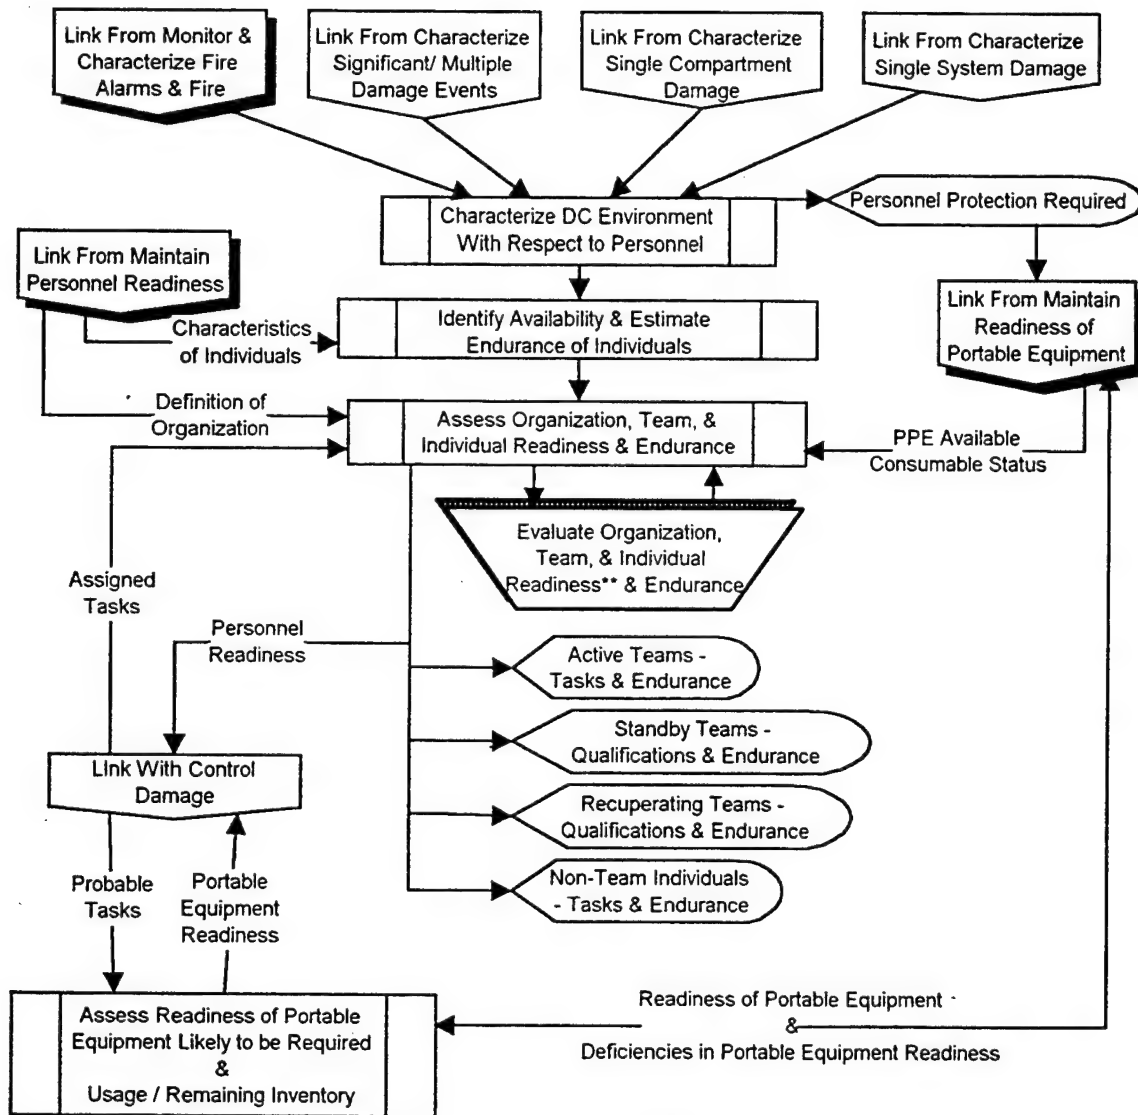 Link From Monitor &
Characterize Fire
Alarms & Fire
Link From Characterize
Significant/ Multiple
Damage Events
Link From Characterize
Single Compartment
Damage
Link From Characterize
Single System Damage
Characterize DC Environment
With Respect to Personnel
Personnel Protection Required
Link From Maintain
Personnel Readiness
Link From Maintain
Readiness of
Portable Equipment
Characteristics
of Individuals
Identify Availability & Estimate
Endurance of Individuals
Definition of
Organization
Assess Organization, Team, &
Individual Readiness & Endurance
PPE Available
Consumable Status
Evaluate Organization,
Team, & Individual
Readiness** & Endurance
Assigned
Tasks
Personnel
Readiness
Active Teams -
Tasks & Endurance
Standby Teams -
Qualifications & Endurance
Link With Control
Damage
Recuperating Teams -
Qualifications & Endurance
Non-Team Individuals
- Tasks & Endurance
Probable
Tasks
Portable
Equipment
Readiness
Assess Readiness of Portable
Equipment Likely to be Required
&
Usage / Remaining Inventory
Readiness of Portable Equipment
&
Deficiencies in Portable Equipment Readiness